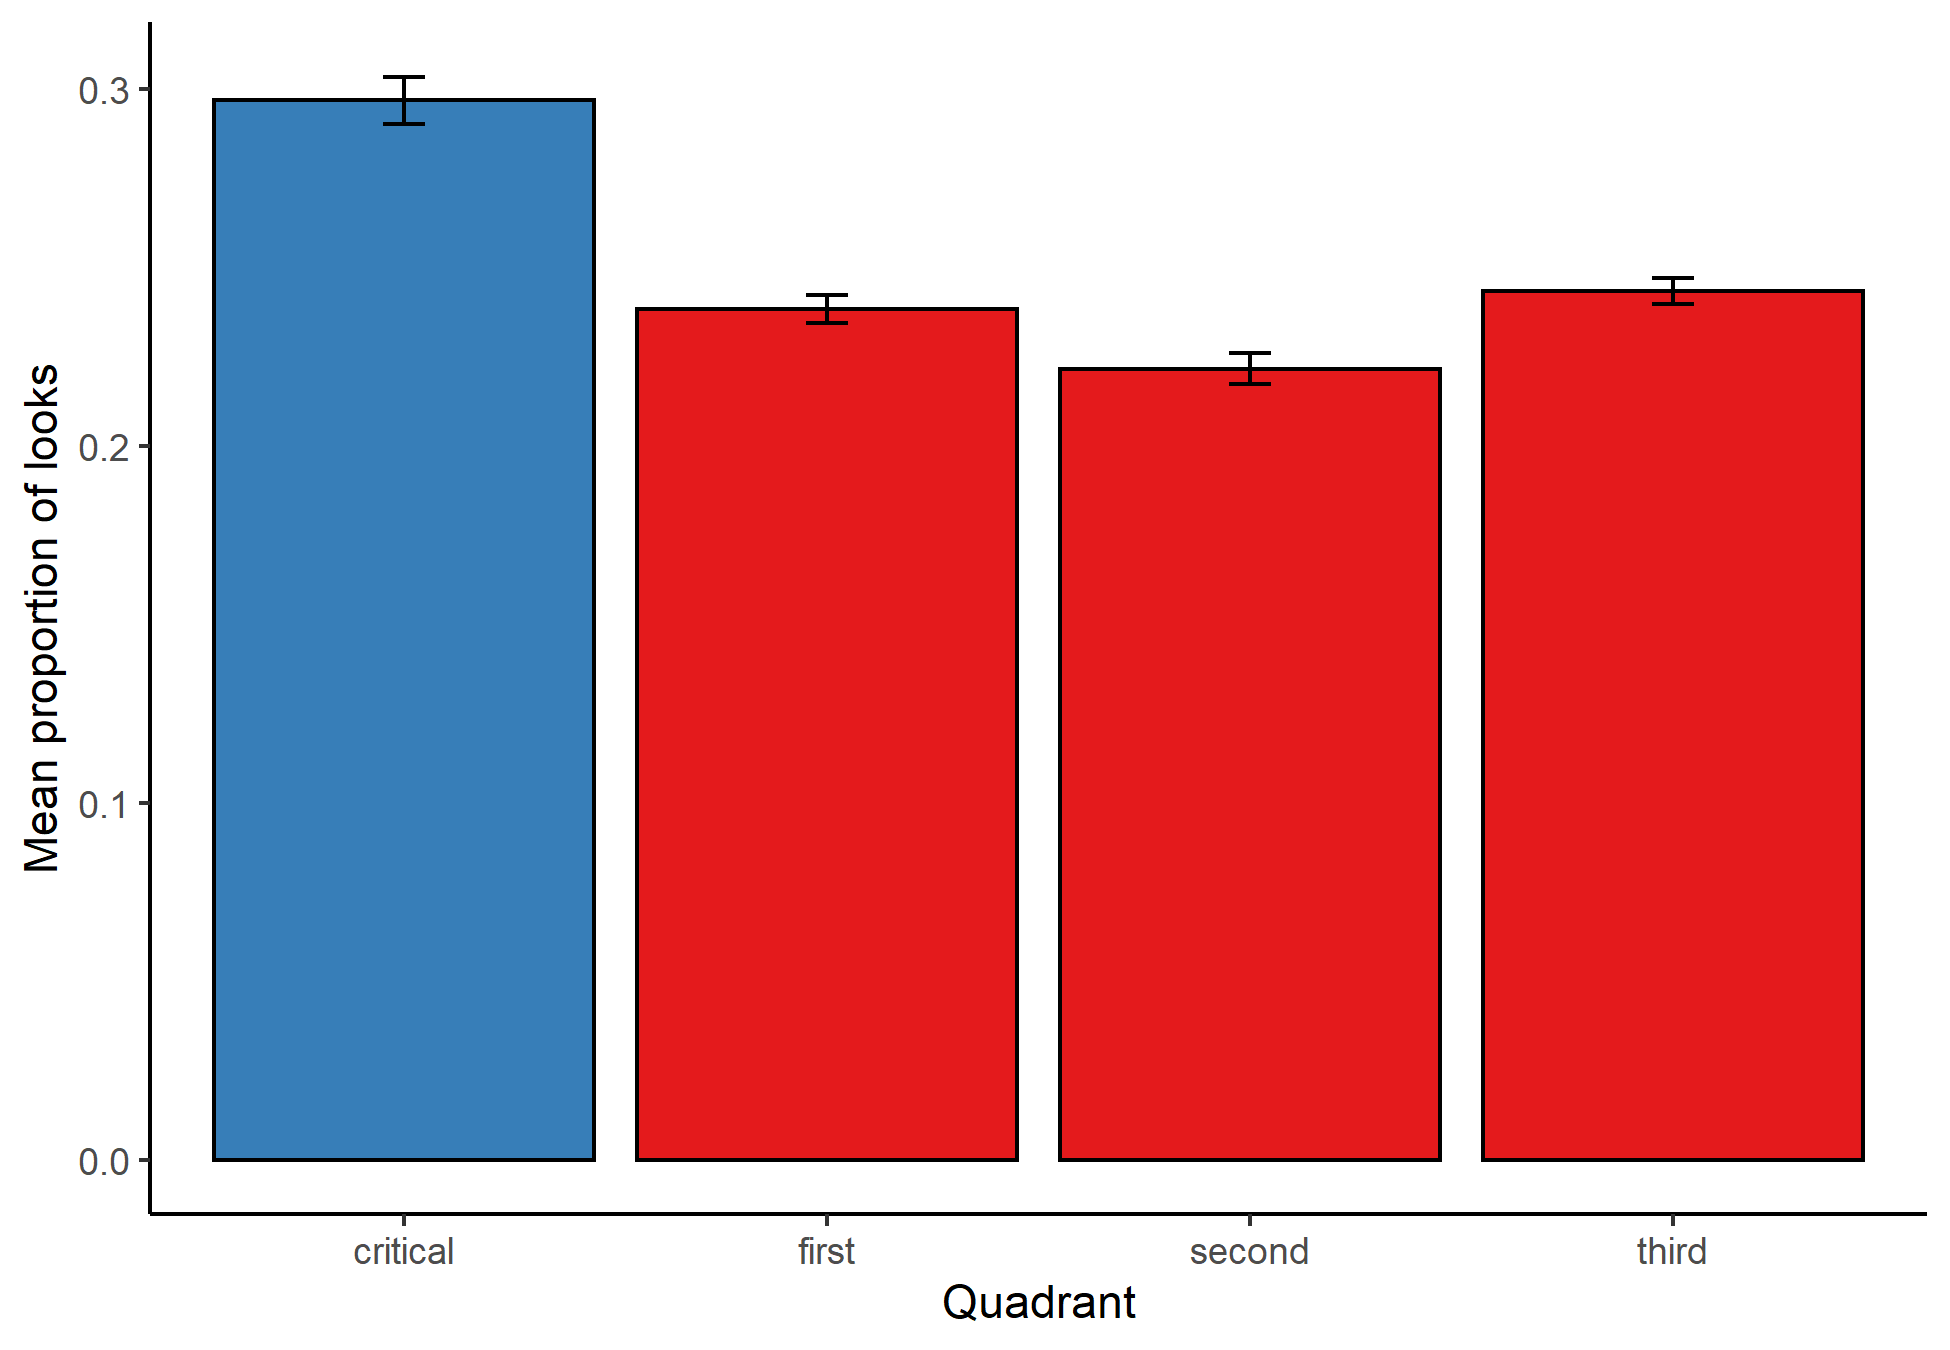 Mean proportion of looks
0.3
0.2
0.1
0.0
critical first second third
Quadrant